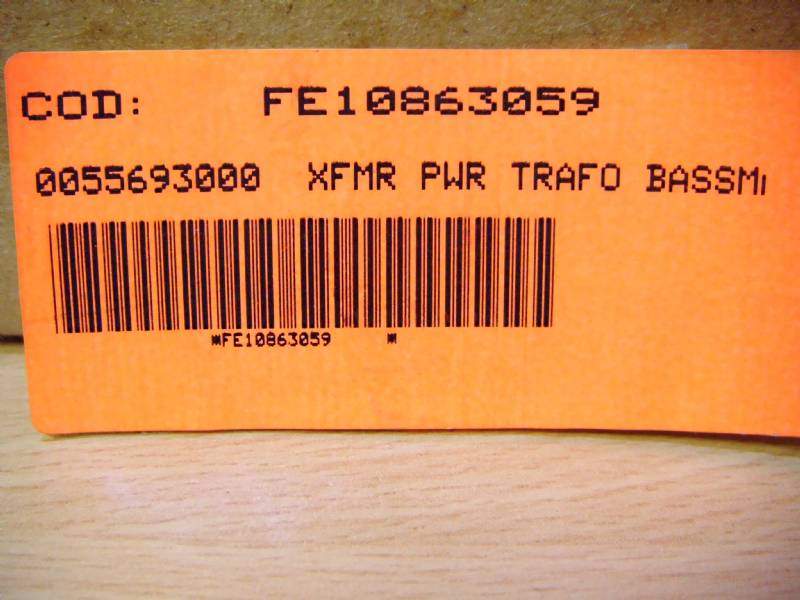 COD: FE10863059
0055693000 XFMR PWR TRAFO BASSM
*FE10863059 *